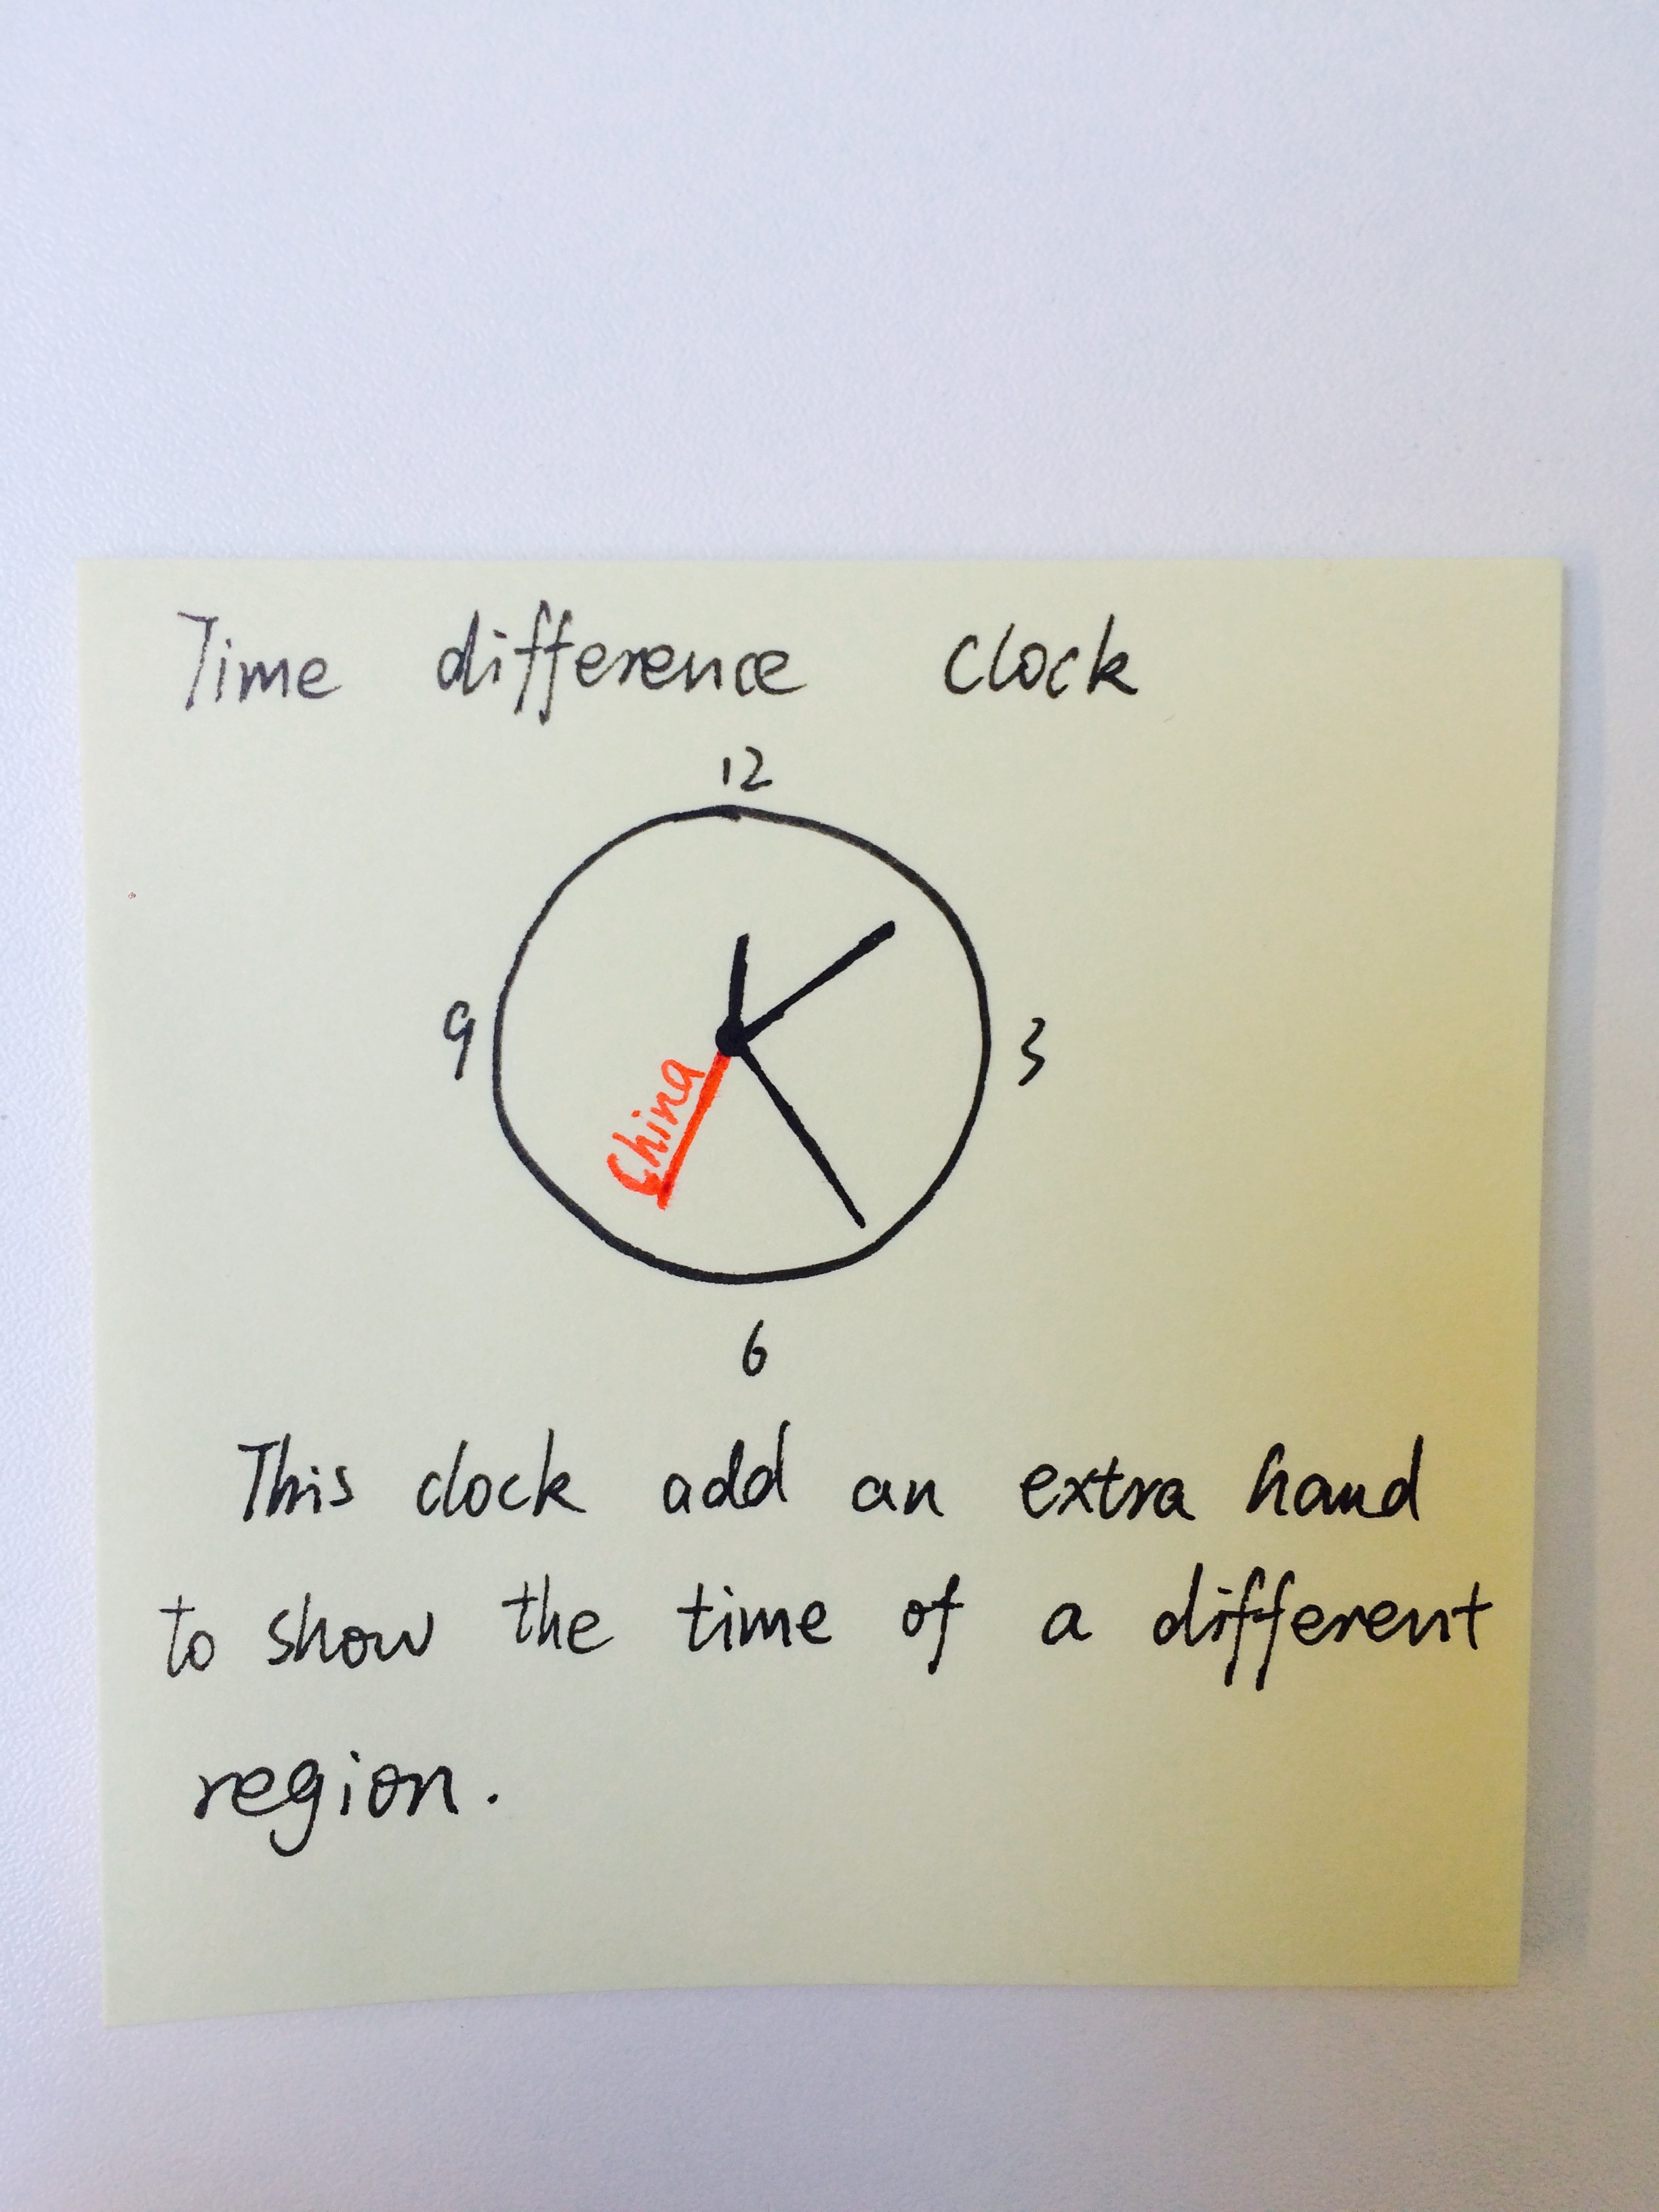 Time difference clock
12
9
3
China
6
This clock add an extra hand
to show the time of a different
region.